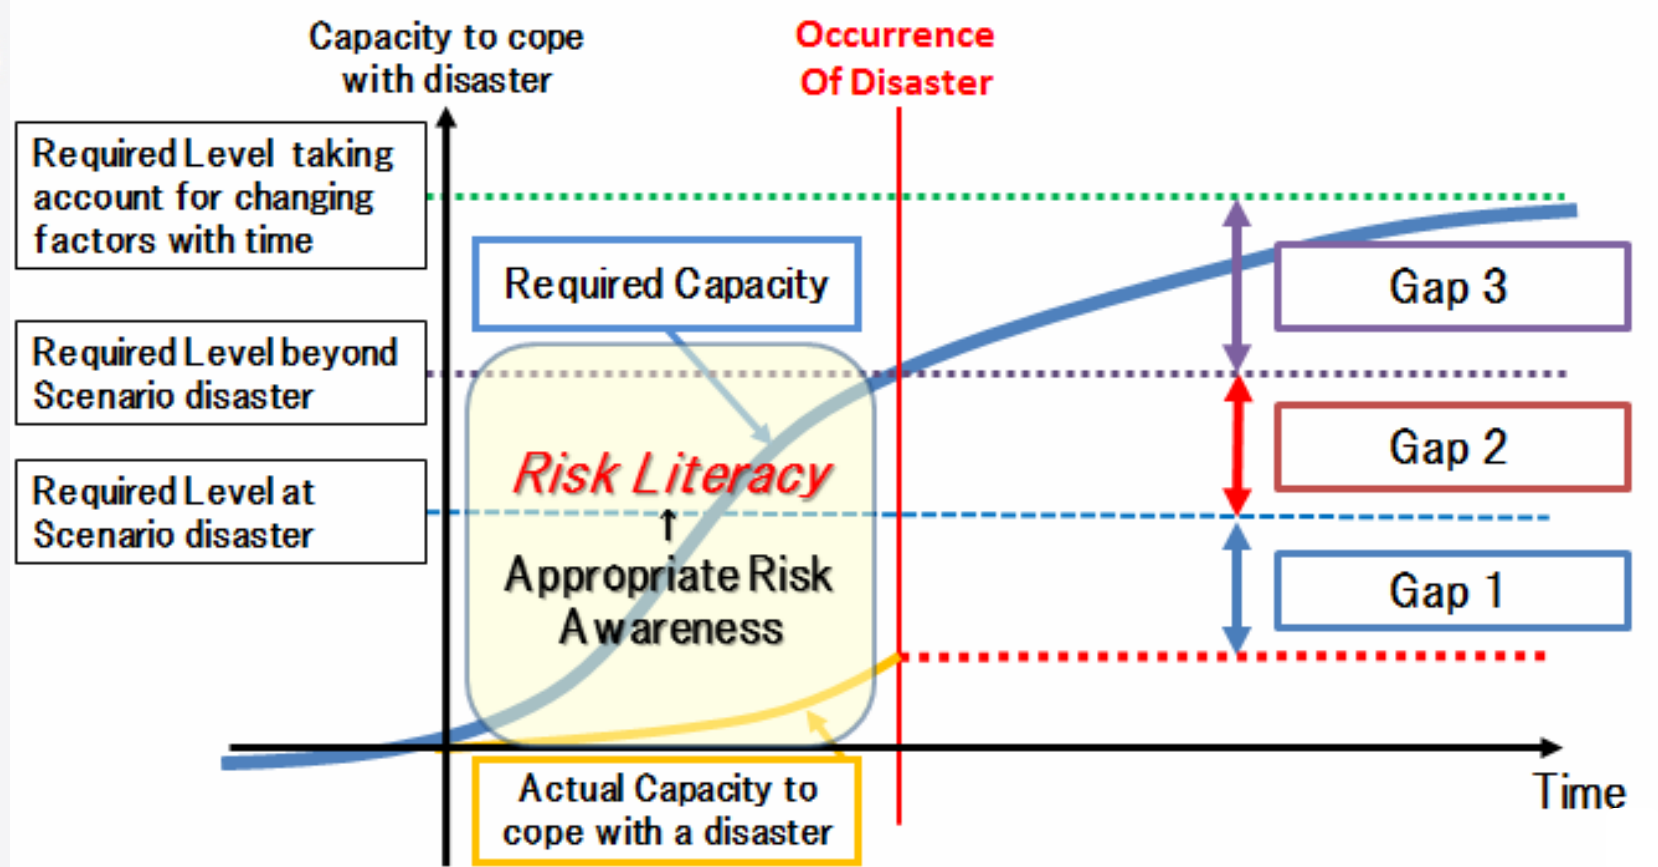 Capacity to cope
with disaster
Occurrence
Of Disaster
Required Level taking
account for changing
factors with time
Required Capacity
Gap 3
Required Level beyond
Scenario disaster
Gap 2
Risk Literacy
Required Level at
Scenario disaster
↑
Appropriate Risk
Awareness
Gap 1
Actual Capacity to
cope with a disaster
Time